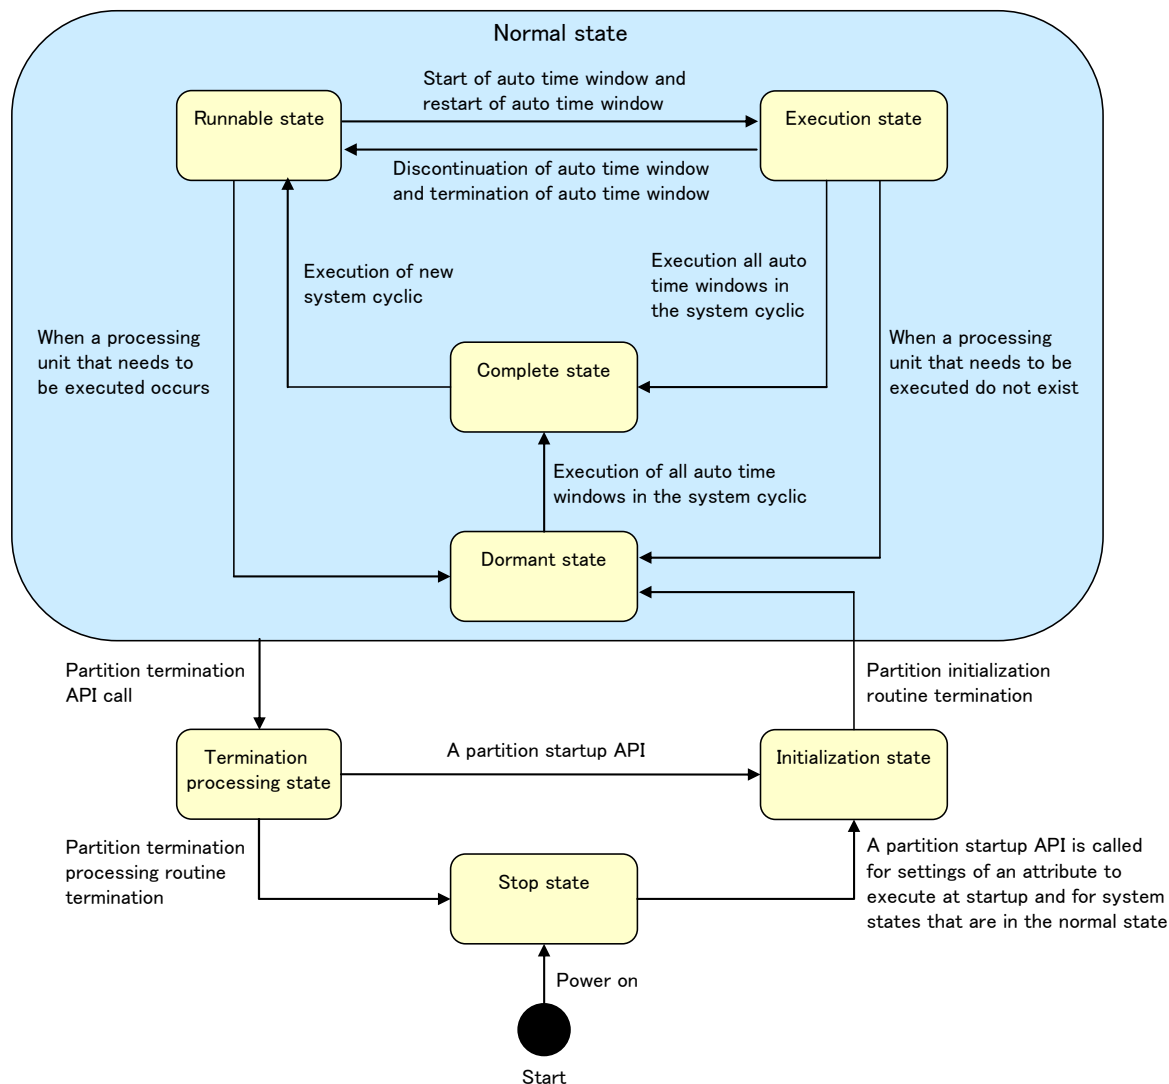 Normal state
Start of auto time window and
restart of auto time window
Runnable state
Execution state
Discontinuation of auto time window
and termination of auto time window
Execution of new
system cyclic
Execution all auto
time windows in
the system cyclic
When a processing
unit that needs to
be executed occurs
When a processing
unit that needs to be
executed do not exist
Complete state
Execution of all auto time
windows in the system cyclic
Dormant state
Partition termination
API call
Partition initialization
routine termination
Termination
processing state
A partition startup API
Initialization state
Partition termination
processing routine
termination
Stop state
A partition startup API is called
for settings of an attribute to
execute at startup and for system
states that are in the normal state
Power on
Start